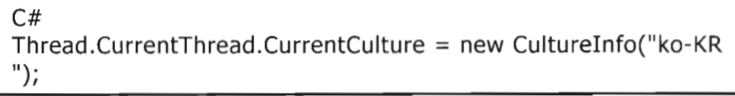 C#
Thread.CurrentThread.CurrentCulture = new CultureInfo("ko-KR
");